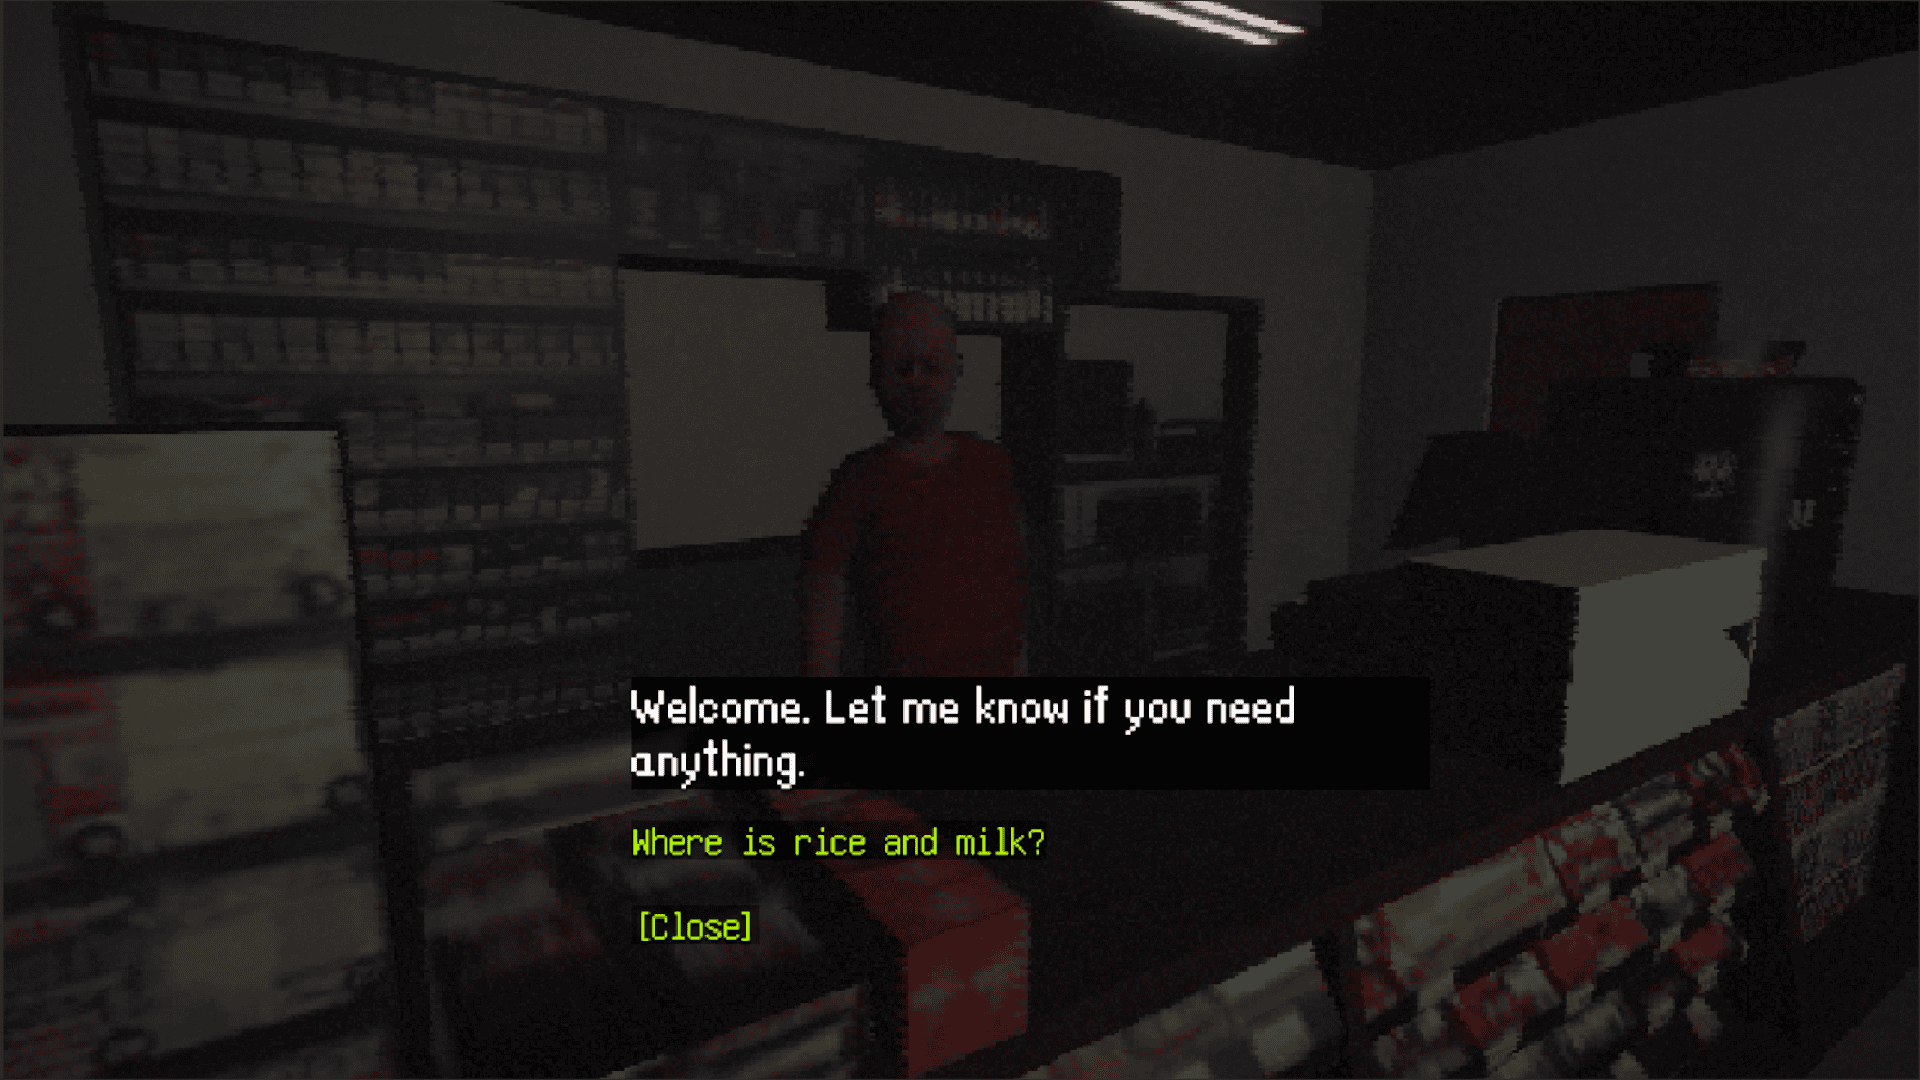 Welcome. Let me know if you need
anything.
Where is rice and milk?
[Close]